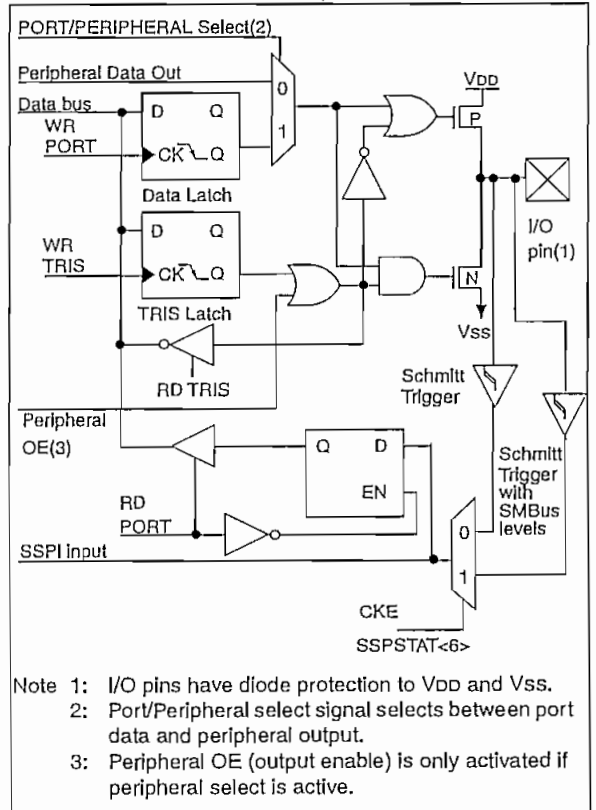 PORT/PERIPHERAL Select(2)
Peripheral Data Out
Data bus
WR
PORT
D Q
CK Q
Data Latch
0
1
VDD
P
I/O
pin(1)
WR
TRIS
D Q
CK Q
TRIS Latch
N
Vss
RD TRIS
Schmitt
Trigger
Peripheral
OE(3)
Q D
EN
Schmitt
Trigger
with
SMBus
levels
RD
PORT
SSPI input
0
1
CKE
SSPSTAT<6>
Note 1: I/O pins have diode protection to VDD and Vss.
2: Port/Peripheral select signal selects between port
data and peripheral output.
3: Peripheral OE (output enable) is only activated if
peripheral select is active.